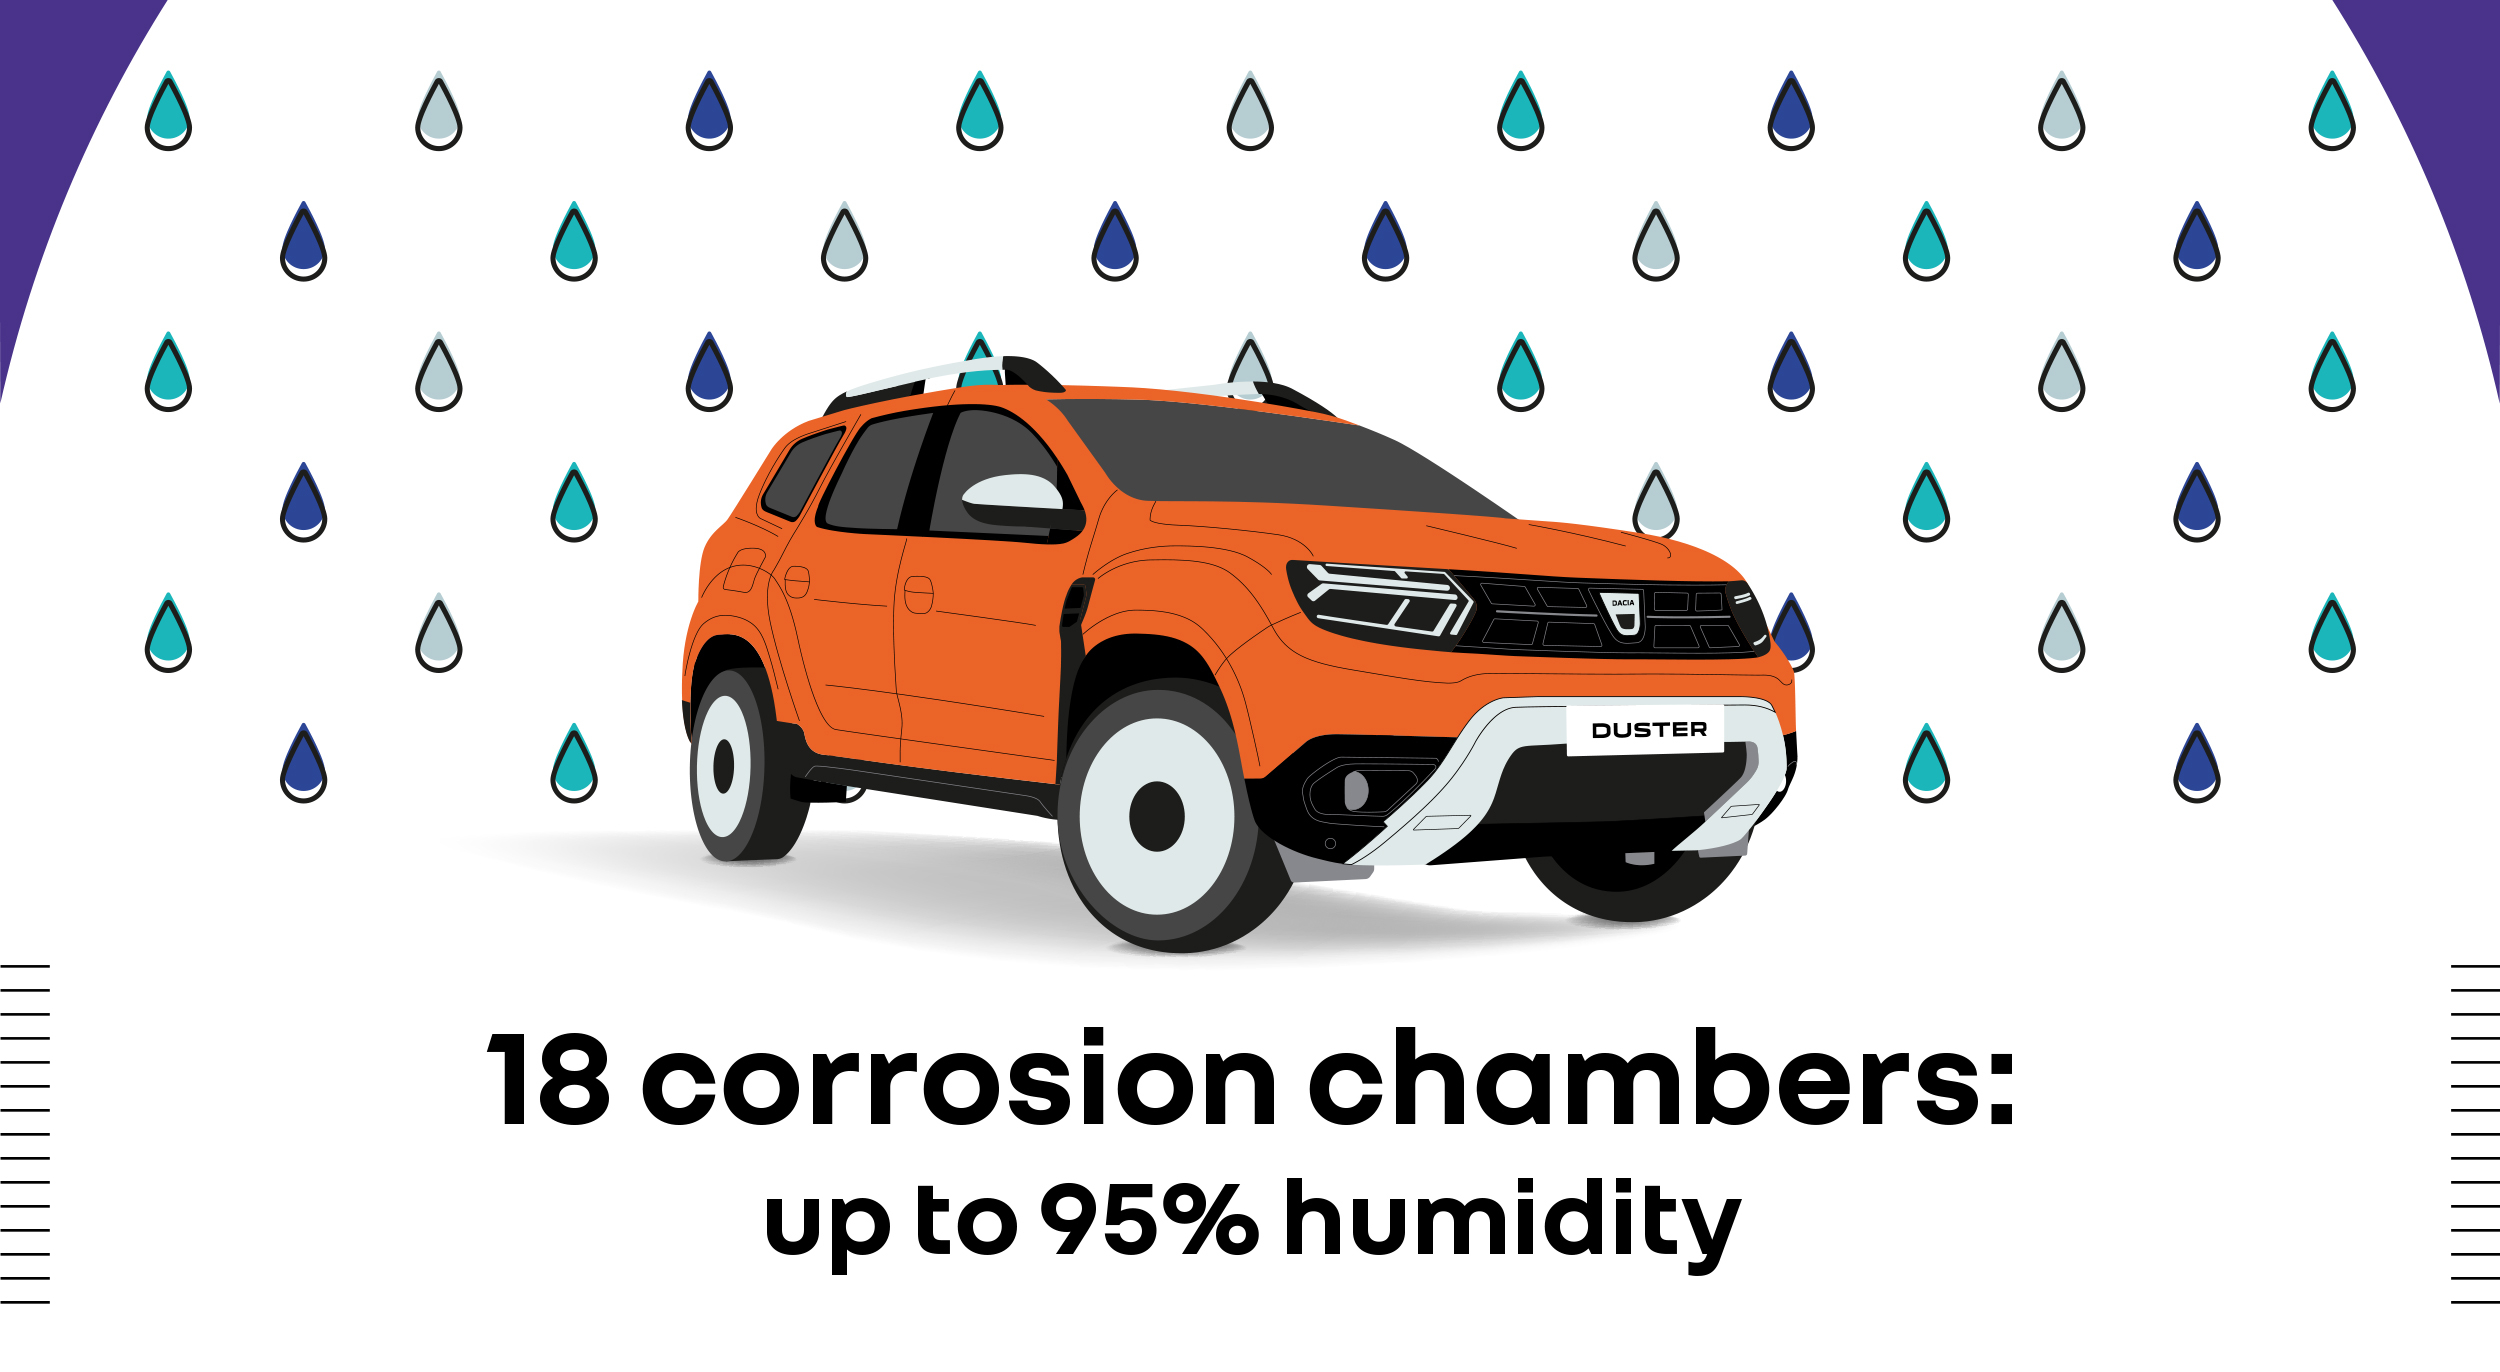 DACIA
DUSTER
18 corrosion chambers:
up to 95% humidity